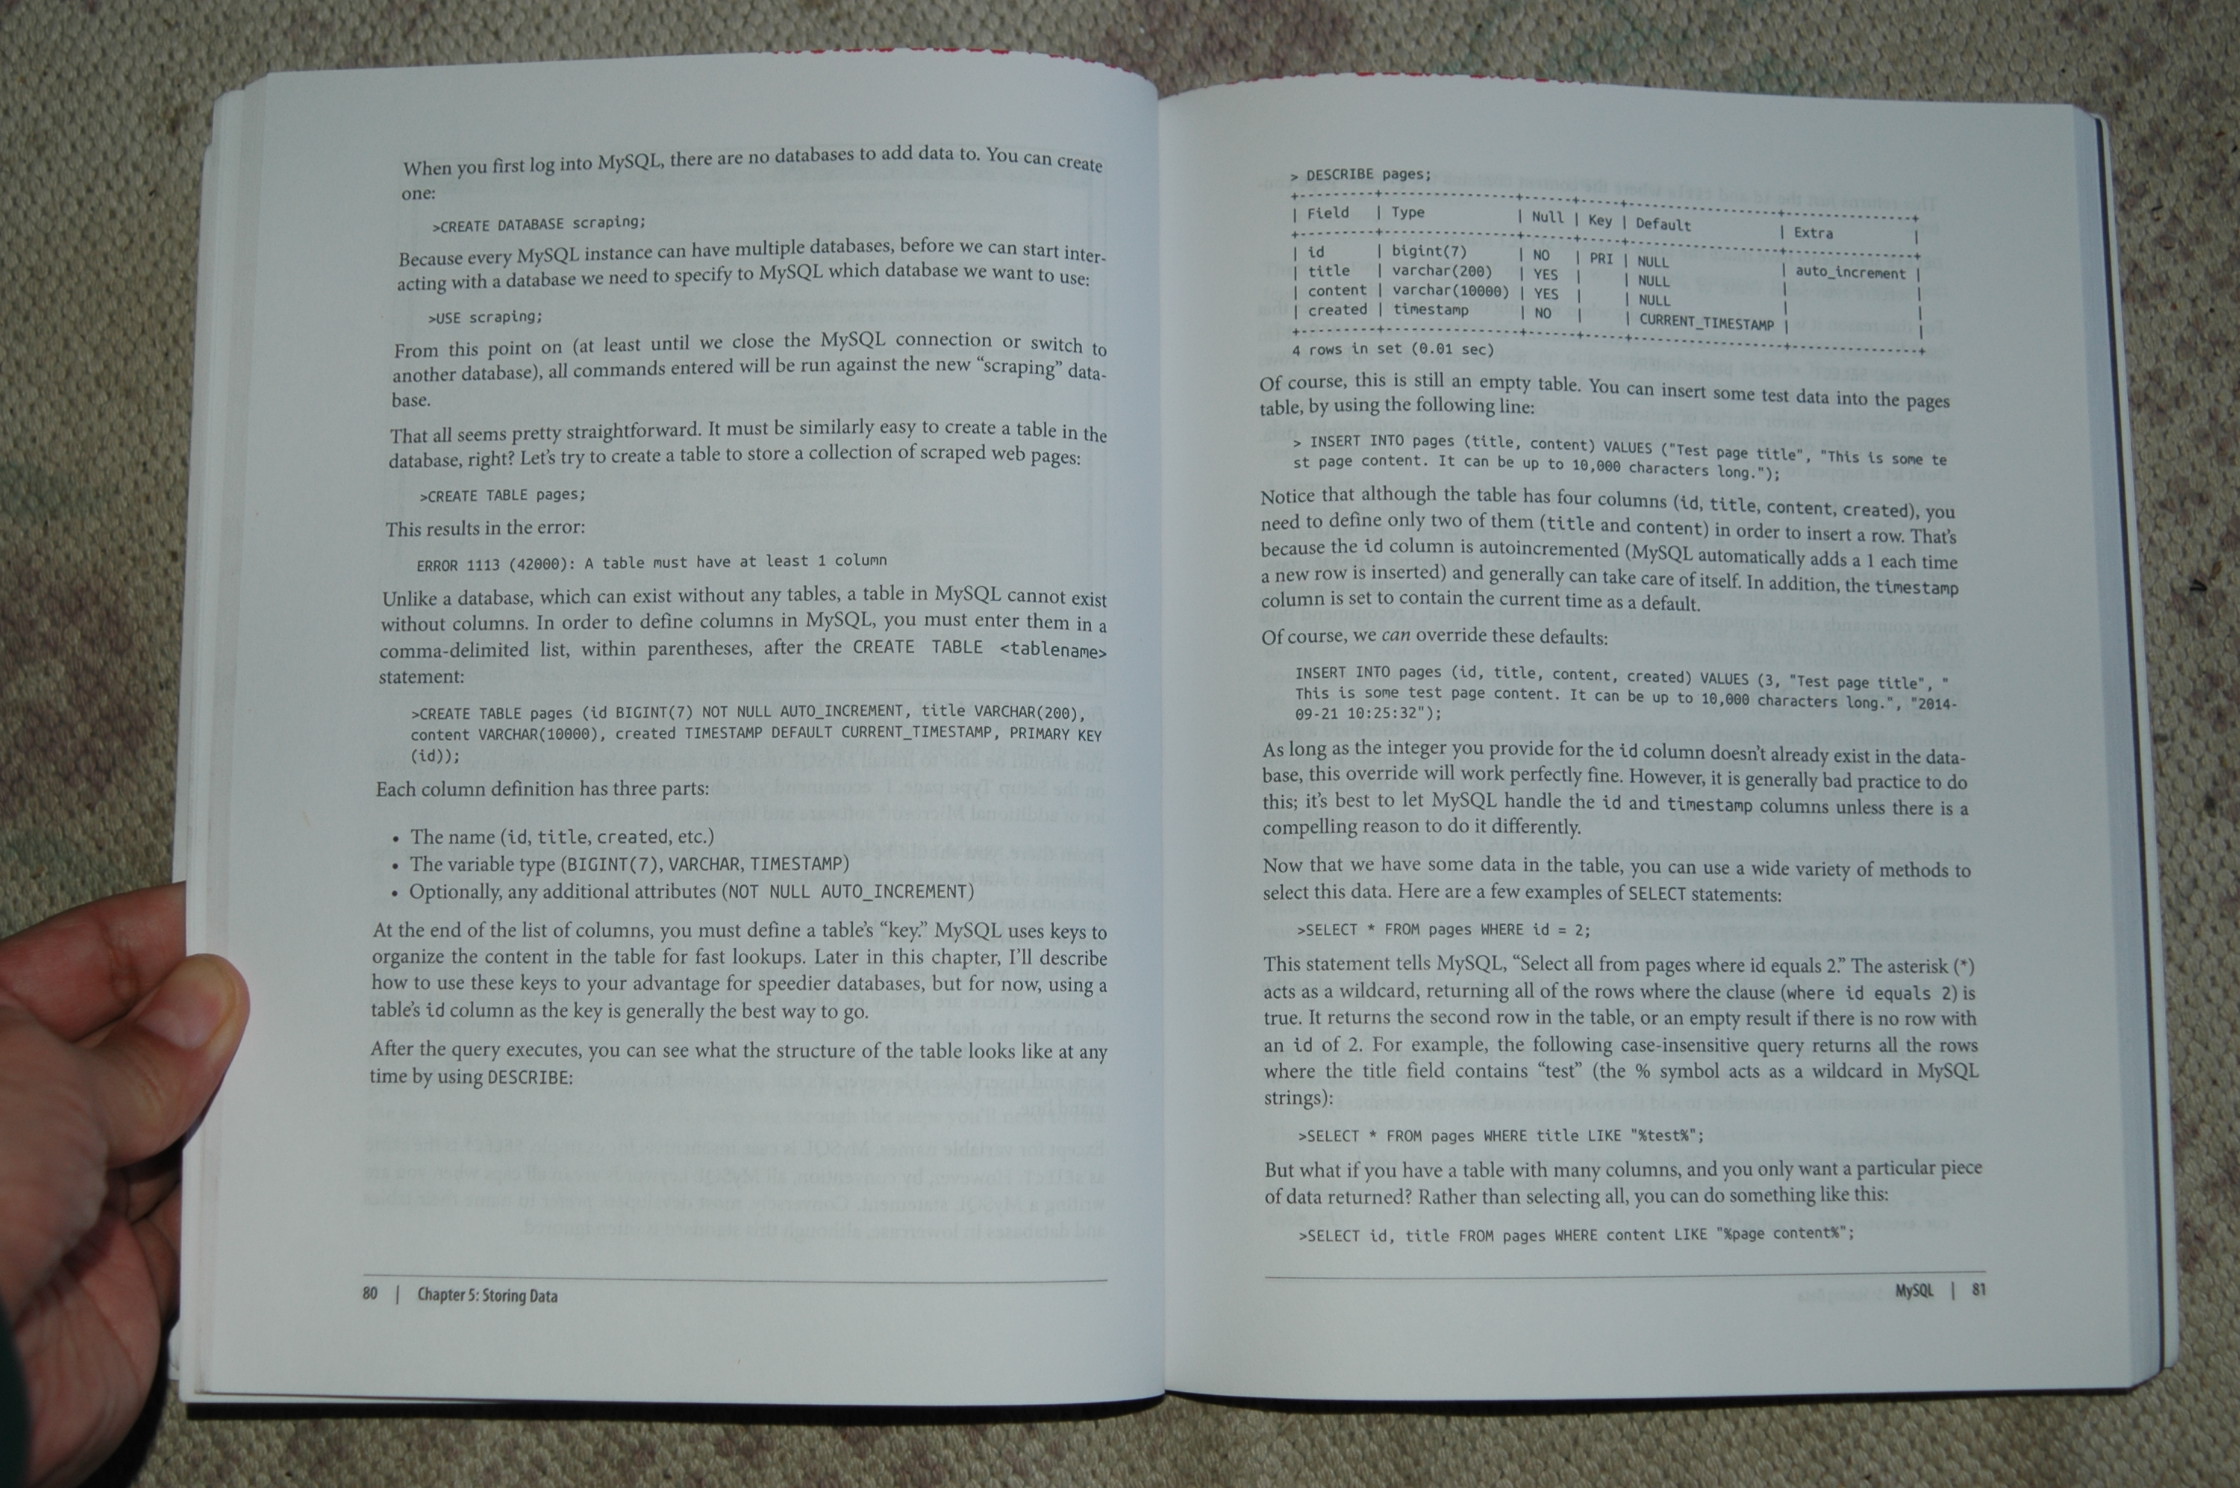 When you first log into MySQL, there are no databases to add data to. You can create
one:
>CREATE DATABASE scraping;
Because every MySQL instance can have multiple databases, before we can start inter-
acting with a database we need to specify to MySQL which database we want to use:
>USE scraping;
From this point on (at least until we close the MySQL connection or switch to
another database), all commands entered will be run against the new “scraping” data-
base.
That all seems pretty straightforward. It must be similarly easy to create a table in the
database, right? Let’s try to create a table to store a collection of scraped web pages:
>CREATE TABLE pages;
This results in the error:
ERROR 1113 (42000): A table must have at least 1 column
Unlike a database, which can exist without any tables, a table in MySQL cannot exist
without columns. In order to define columns in MySQL, you must enter them in a
comma-delimited list, within parentheses, after the CREATE TABLE <tablename>
statement:
>CREATE TABLE pages (id BIGINT(7) NOT NULL AUTO_INCREMENT, title VARCHAR(200),
content VARCHAR(10000), created TIMESTAMP DEFAULT CURRENT_TIMESTAMP, PRIMARY KEY
(id));
Each column definition has three parts:
• The name (id, title, created, etc.)
• The variable type (BIGINT(7), VARCHAR, TIMESTAMP)
• Optionally, any additional attributes (NOT NULL AUTO_INCREMENT)
At the end of the list of columns, you must define a table’s “key.” MySQL uses keys to
organize the content in the table for fast lookups. Later in this chapter, I’ll describe
how to use these keys to your advantage for speedier databases, but for now, using a
table’s id column as the key is generally the best way to go.
After the query executes, you can see what the structure of the table looks like at any
time by using DESCRIBE:
80 | Chapter 5: Storing Data
> DESCRIBE pages;
+---------+----------------+------+-----+-------------------+----------------+
| Field | Type | Null | Key | Default | Extra |
+---------+----------------+------+-----+-------------------+----------------+
| id | bigint(7) | NO | PRI | NULL | auto_increment |
| title | varchar(200) | YES | | NULL | |
| content | varchar(10000) | YES | | NULL | |
| created | timestamp | NO | | CURRENT_TIMESTAMP | |
+---------+----------------+------+-----+-------------------+----------------+
4 rows in set (0.01 sec)
Of course, this is still an empty table. You can insert some test data into the pages
table, by using the following line:
> INSERT INTO pages (title, content) VALUES ("Test page title", "This is some te
st page content. It can be up to 10,000 characters long.");
Notice that although the table has four columns (id, title, content, created), you
need to define only two of them (title and content) in order to insert a row. That’s
because the id column is autoincremented (MySQL automatically adds a 1 each time
a new row is inserted) and generally can take care of itself. In addition, the timestamp
column is set to contain the current time as a default.
Of course, we can override these defaults:
INSERT INTO pages (id, title, content, created) VALUES (3, "Test page title", "
This is some test page content. It can be up to 10,000 characters long.", "2014-
09-21 10:25:32");
As long as the integer you provide for the id column doesn’t already exist in the data-
base, this override will work perfectly fine. However, it is generally bad practice to do
this; it’s best to let MySQL handle the id and timestamp columns unless there is a
compelling reason to do it differently.
Now that we have some data in the table, you can use a wide variety of methods to
select this data. Here are a few examples of SELECT statements:
>SELECT * FROM pages WHERE id = 2;
This statement tells MySQL, “Select all from pages where id equals 2.” The asterisk (*)
acts as a wildcard, returning all of the rows where the clause (where id equals 2) is
true. It returns the second row in the table, or an empty result if there is no row with
an id of 2. For example, the following case-insensitive query returns all the rows
where the title field contains “test” (the % symbol acts as a wildcard in MySQL
strings):
>SELECT * FROM pages WHERE title LIKE "%test%";
But what if you have a table with many columns, and you only want a particular piece
of data returned? Rather than selecting all, you can do something like this:
>SELECT id, title FROM pages WHERE content LIKE "%page content%";
MySQL | 81